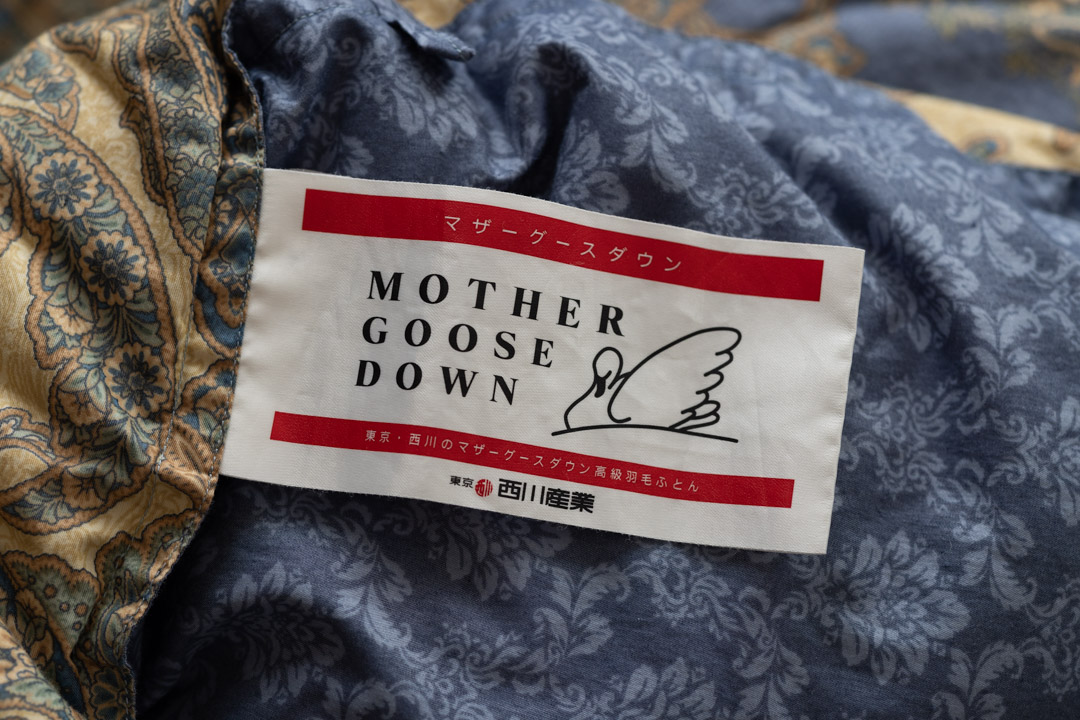 マザーグースダウン
MOTHER
GOOSE
DOWN
東京・西川のマザーグースダウン高級羽毛ふとん
東京 西川 西川産業